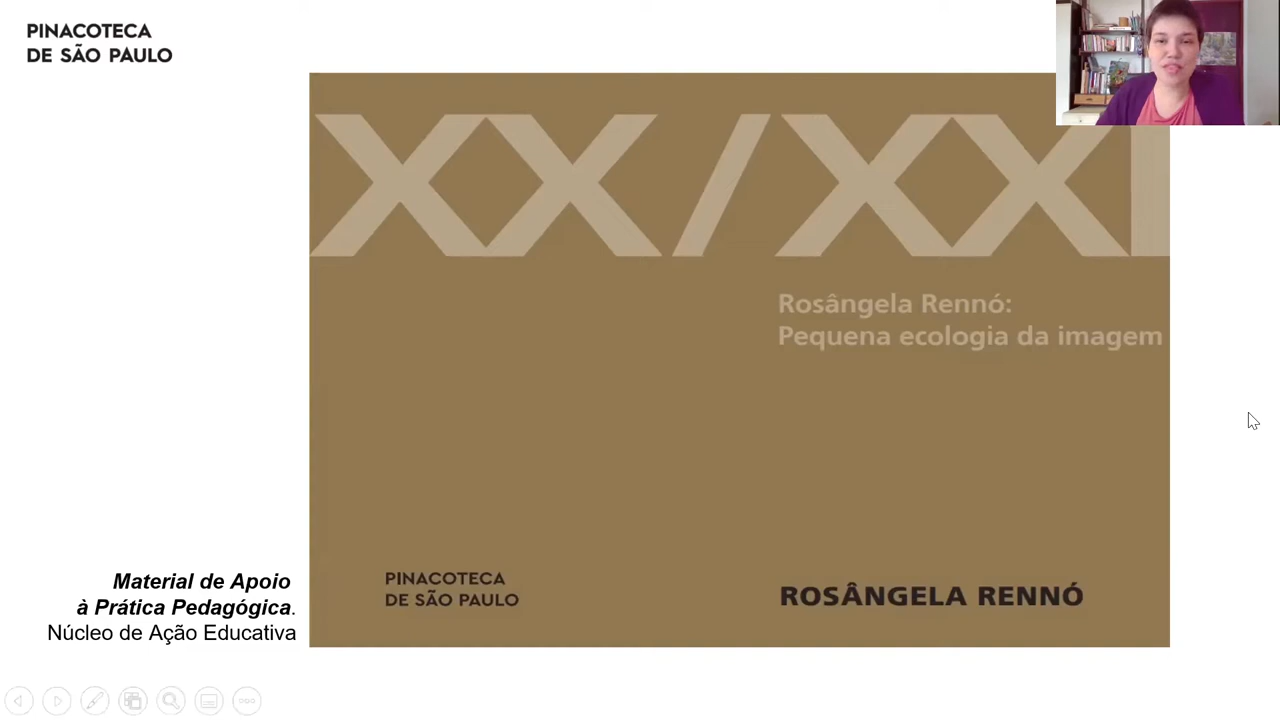 PINACOTECA
DE SÃO PAULO
XX/XXI
Rosângela Rennó:
Pequena ecologia da imagem
PINACOTECA
DE SÃO PAULO
ROSÂNGELA RENNÓ
Material de Apoio
à Prática Pedagógica.
Núcleo de Ação Educativa